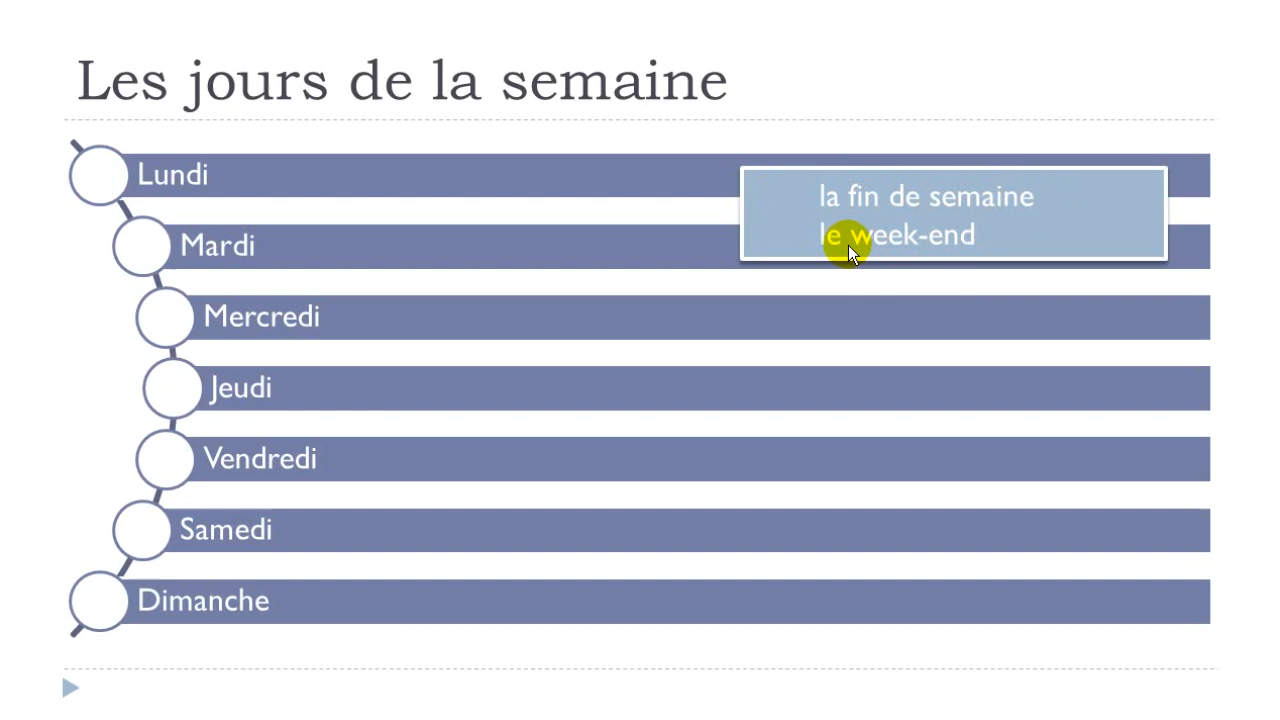 Les jours de la semaine
Lundi
la fin de semaine
le week-end
Mardi
Mercredi
Jeudi
Vendredi
Samedi
Dimanche